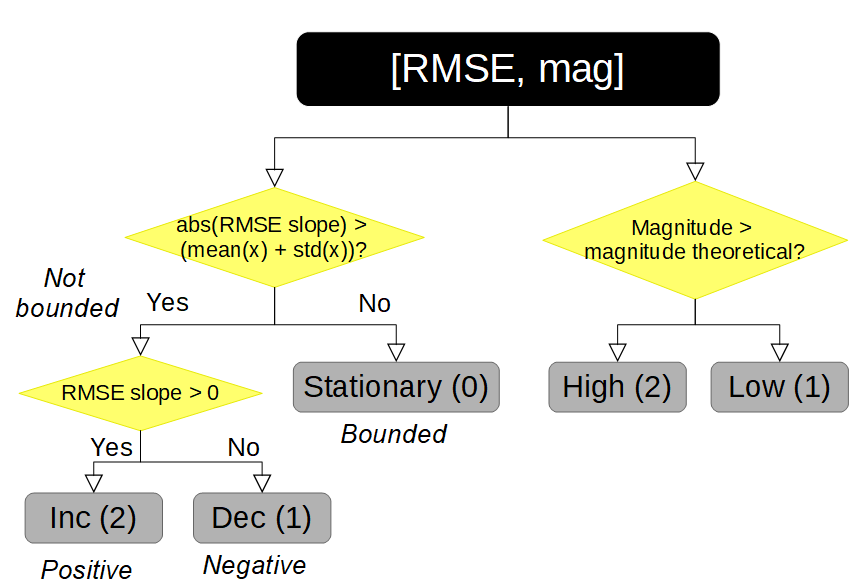 [RMSE, mag]
abs(RMSE slope) >
(mean(x) + std(x))?
Magnitude >
magnitude theoretical?
Not
bounded
Yes
No
RMSE slope > 0
Stationary (0)
High (2)
Low (1)
Bounded
Yes
No
Inc (2)
Dec (1)
Positive
Negative